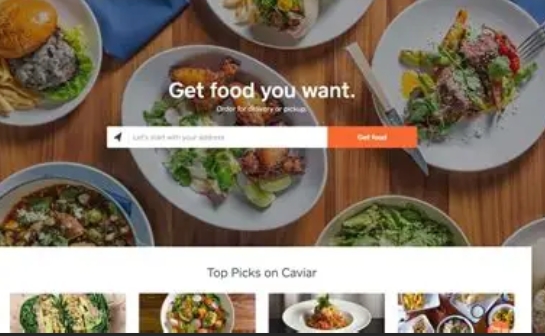 Get food you want.
Order for delivery or pickup.
Let's start with your address
Get food
Top Picks on Caviar